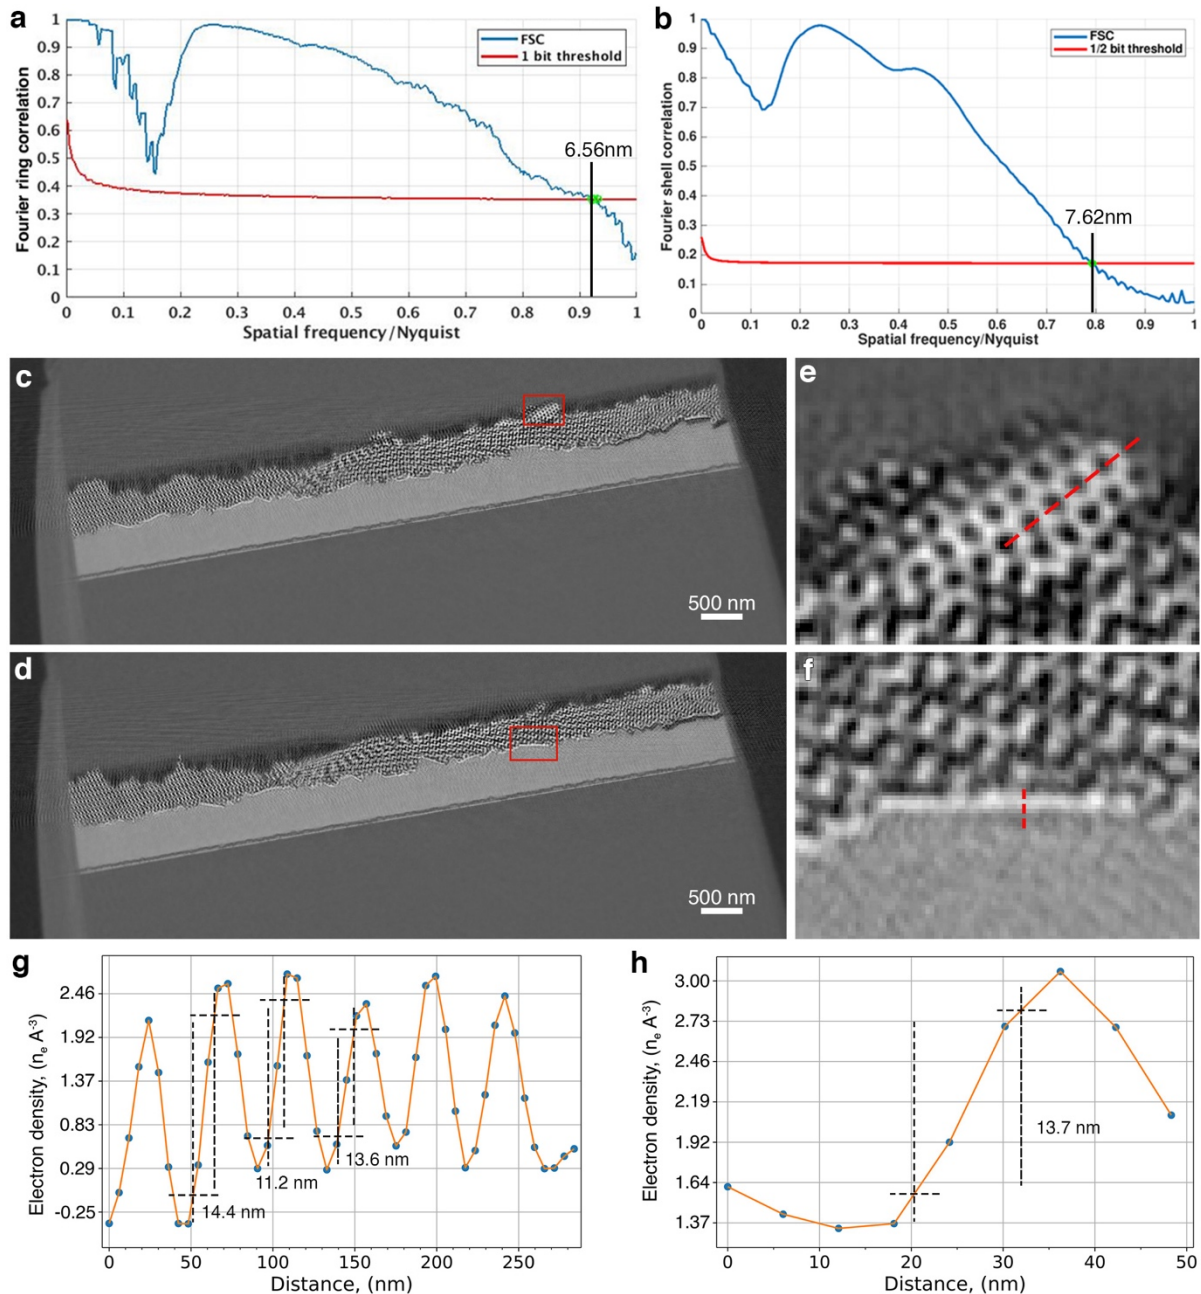 a
Fourier ring correlation
1
0.9
0.8
0.7
0.6
0.5
0.4
0.3
0.2
0.1
0
FSC
1 bit threshold
6.56nm
0 0.1 0.2 0.3 0.4 0.5 0.6 0.7 0.8 0.9 1
Spatial frequency/Nyquist
b
Fourier shell correlation
1
0.9
0.8
0.7
0.6
0.5
0.4
0.3
0.2
0.1
0
FSC
1/2 bit threshold
7.62nm
0 0.1 0.2 0.3 0.4 0.5 0.6 0.7 0.8 0.9 1
Spatial frequency/Nyquist
c
500 nm
e
d
500 nm
f
g
Electron density, (nₑ A⁻³)
2.46
1.92
1.37
0.83
0.29
-0.25
14.4 nm
11.2 nm
13.6 nm
0 50 100 150 200 250
Distance, (nm)
h
Electron density, (nₑ A⁻³)
3.00
2.73
2.46
2.19
1.92
1.64
1.37
13.7 nm
0 10 20 30 40 50
Distance, (nm)